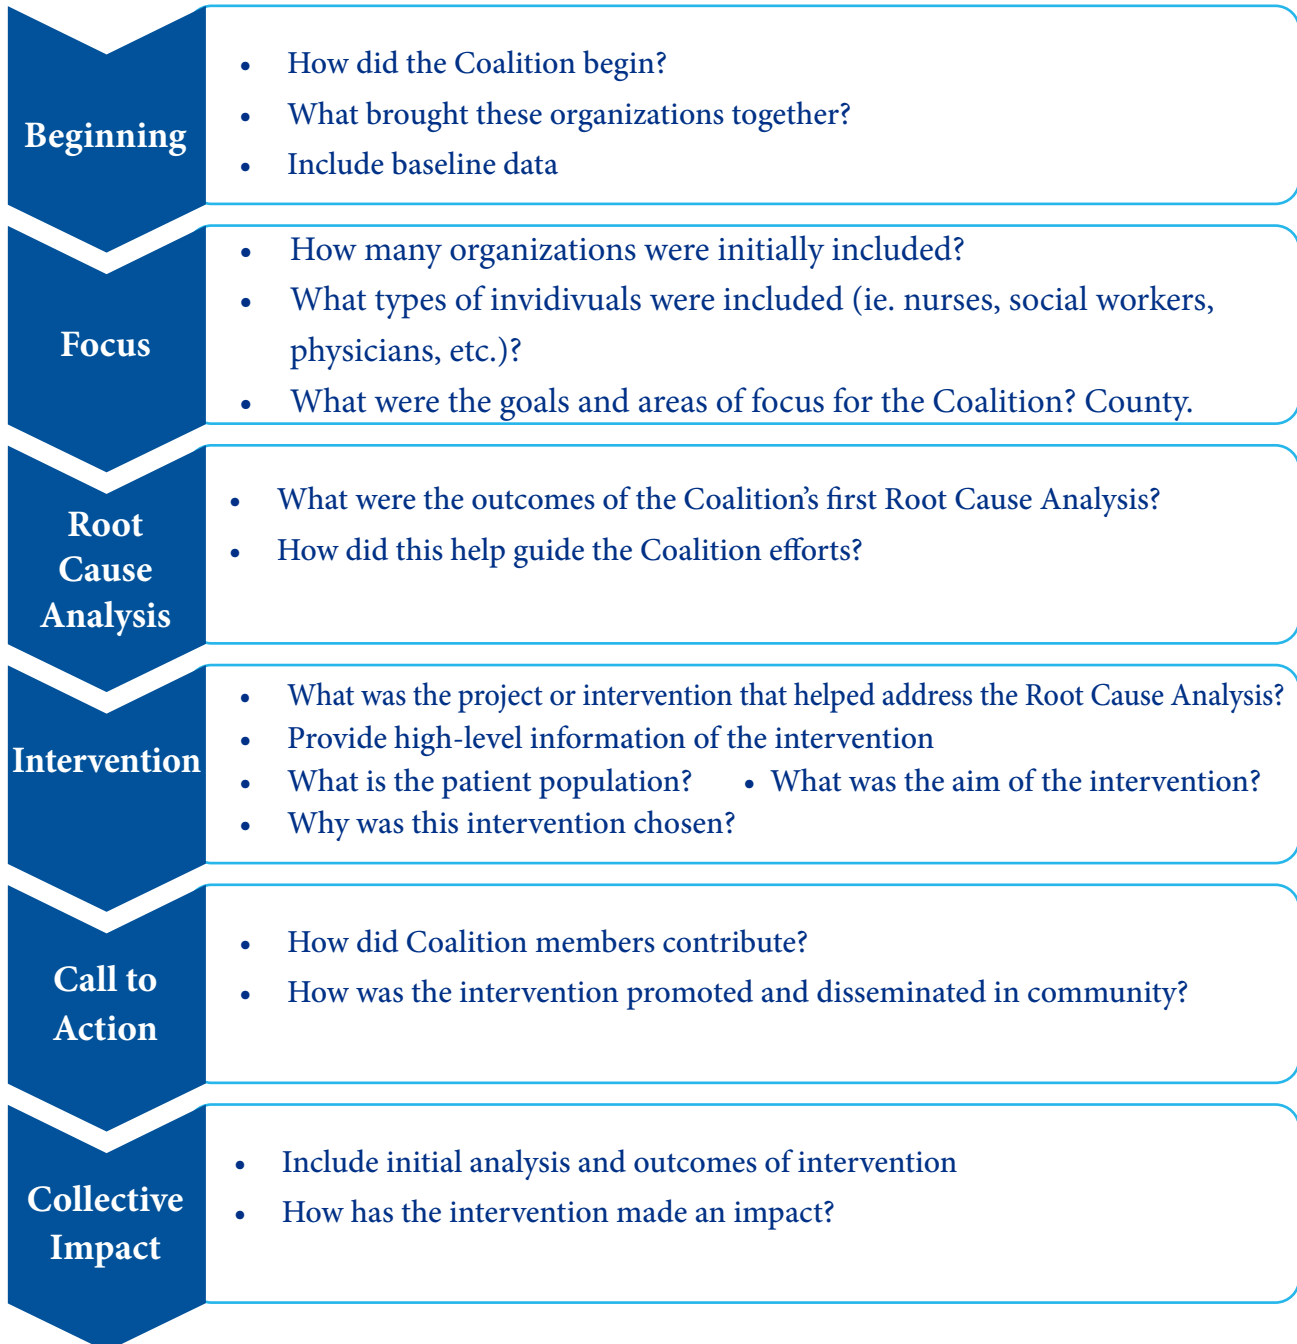 Beginning
• How did the Coalition begin?
• What brought these organizations together?
• Include baseline data
Focus
• How many organizations were initially included?
• What types of invidivuals were included (ie. nurses, social workers,
physicians, etc.)?
• What were the goals and areas of focus for the Coalition? County.
Root
Cause
Analysis
• What were the outcomes of the Coalition’s first Root Cause Analysis?
• How did this help guide the Coalition efforts?
Intervention
• What was the project or intervention that helped address the Root Cause Analysis?
• Provide high-level information of the intervention
• What is the patient population? • What was the aim of the intervention?
• Why was this intervention chosen?
Call to
Action
• How did Coalition members contribute?
• How was the intervention promoted and disseminated in community?
Collective
Impact
• Include initial analysis and outcomes of intervention
• How has the intervention made an impact?